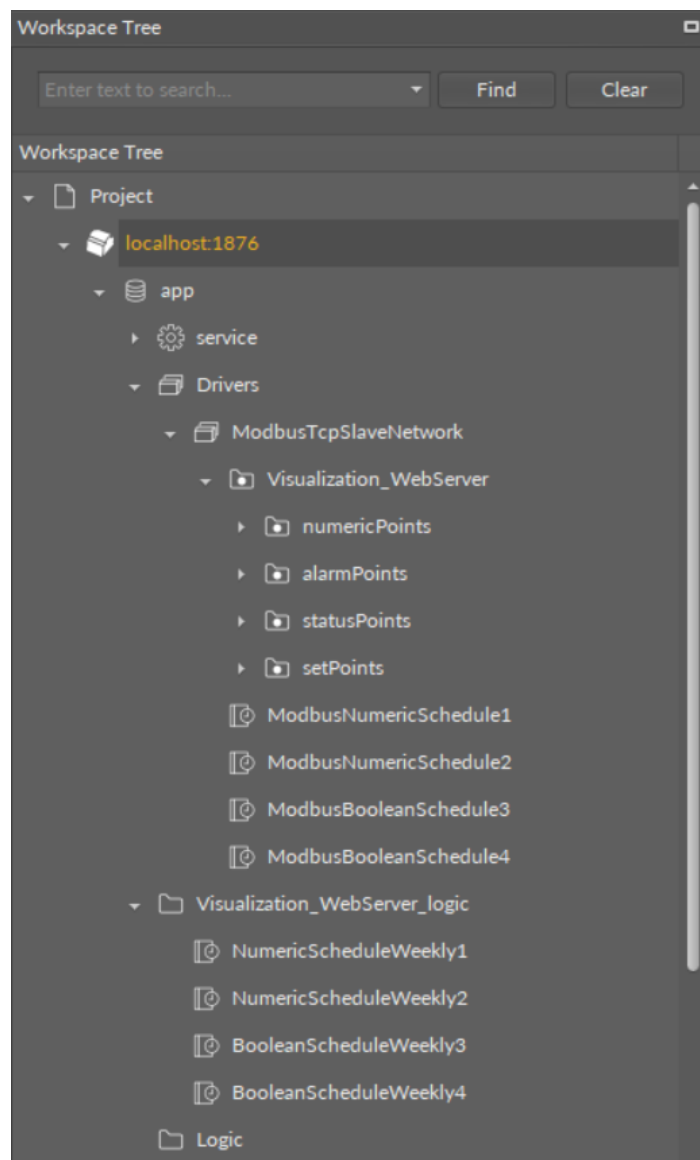 Workspace Tree
Enter text to search... Find Clear
Workspace Tree
Project
localhost:1876
app
service
Drivers
ModbusTcpSlaveNetwork
Visualization_WebServer
numericPoints
alarmPoints
statusPoints
setPoints
ModbusNumericSchedule1
ModbusNumericSchedule2
ModbusBooleanSchedule3
ModbusBooleanSchedule4
Visualization_WebServer_logic
NumericScheduleWeekly1
NumericScheduleWeekly2
BooleanScheduleWeekly3
BooleanScheduleWeekly4
Logic